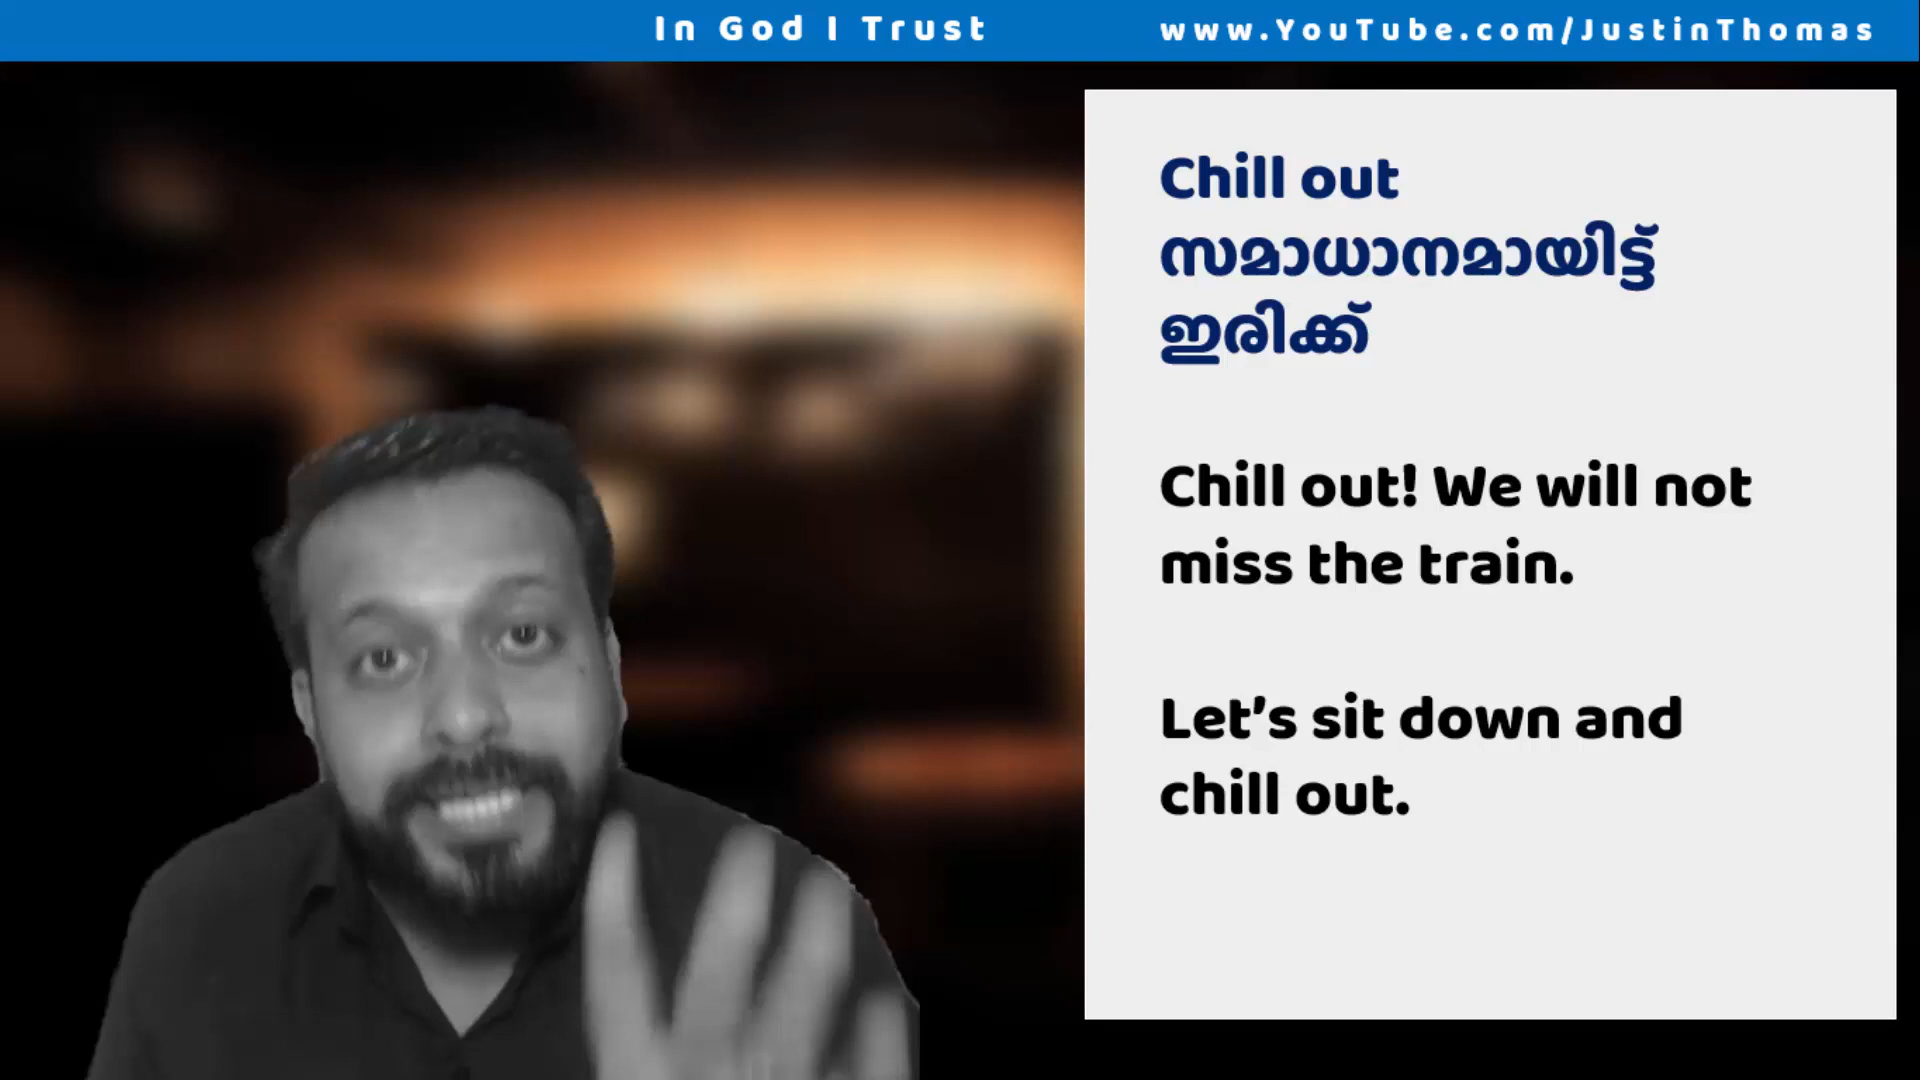 In God I Trust
www.YouTube.com/JustinThomas
Chill out
സമാധാനമായിട്ട്
ഇരിക്ക്
Chill out! We will not
miss the train.
Let’s sit down and
chill out.